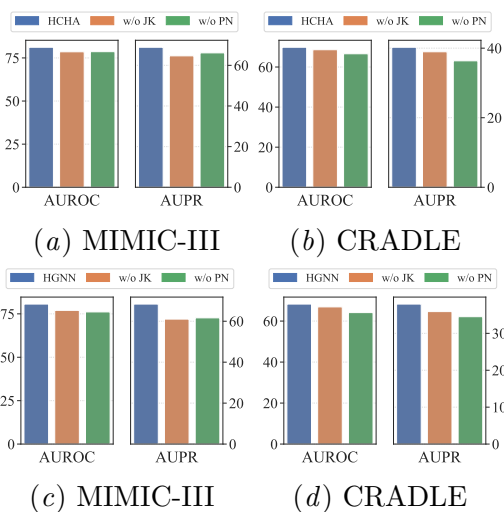 HCHA w/o JK w/o PN
HCHA w/o JK w/o PN
75
50
25
0
AUROC
60
40
20
0
AUPR
60
40
20
0
AUROC
40
20
0
AUPR
(a) MIMIC-III
(b) CRADLE
HGNN w/o JK w/o PN
HGNN w/o JK w/o PN
75
50
25
0
AUROC
60
40
20
0
AUPR
60
40
20
0
AUROC
30
20
10
0
AUPR
(c) MIMIC-III
(d) CRADLE